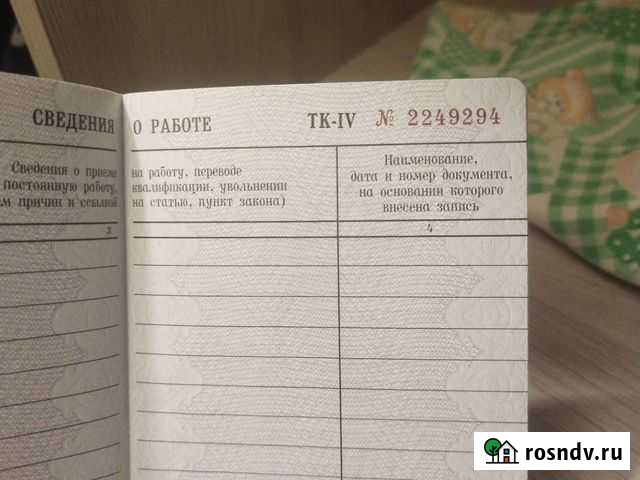 СВЕДЕНИЯ О РАБОТЕ ТК-IV № 2249294
Сведения о приеме на работу, переводе
постоянную работу, квалификации, увольнении
м причин и ссылкой на статью, пункт закона)
Наименование,
дата и номер документа,
на основании которого
внесена запись
3
4
rosndv.ru